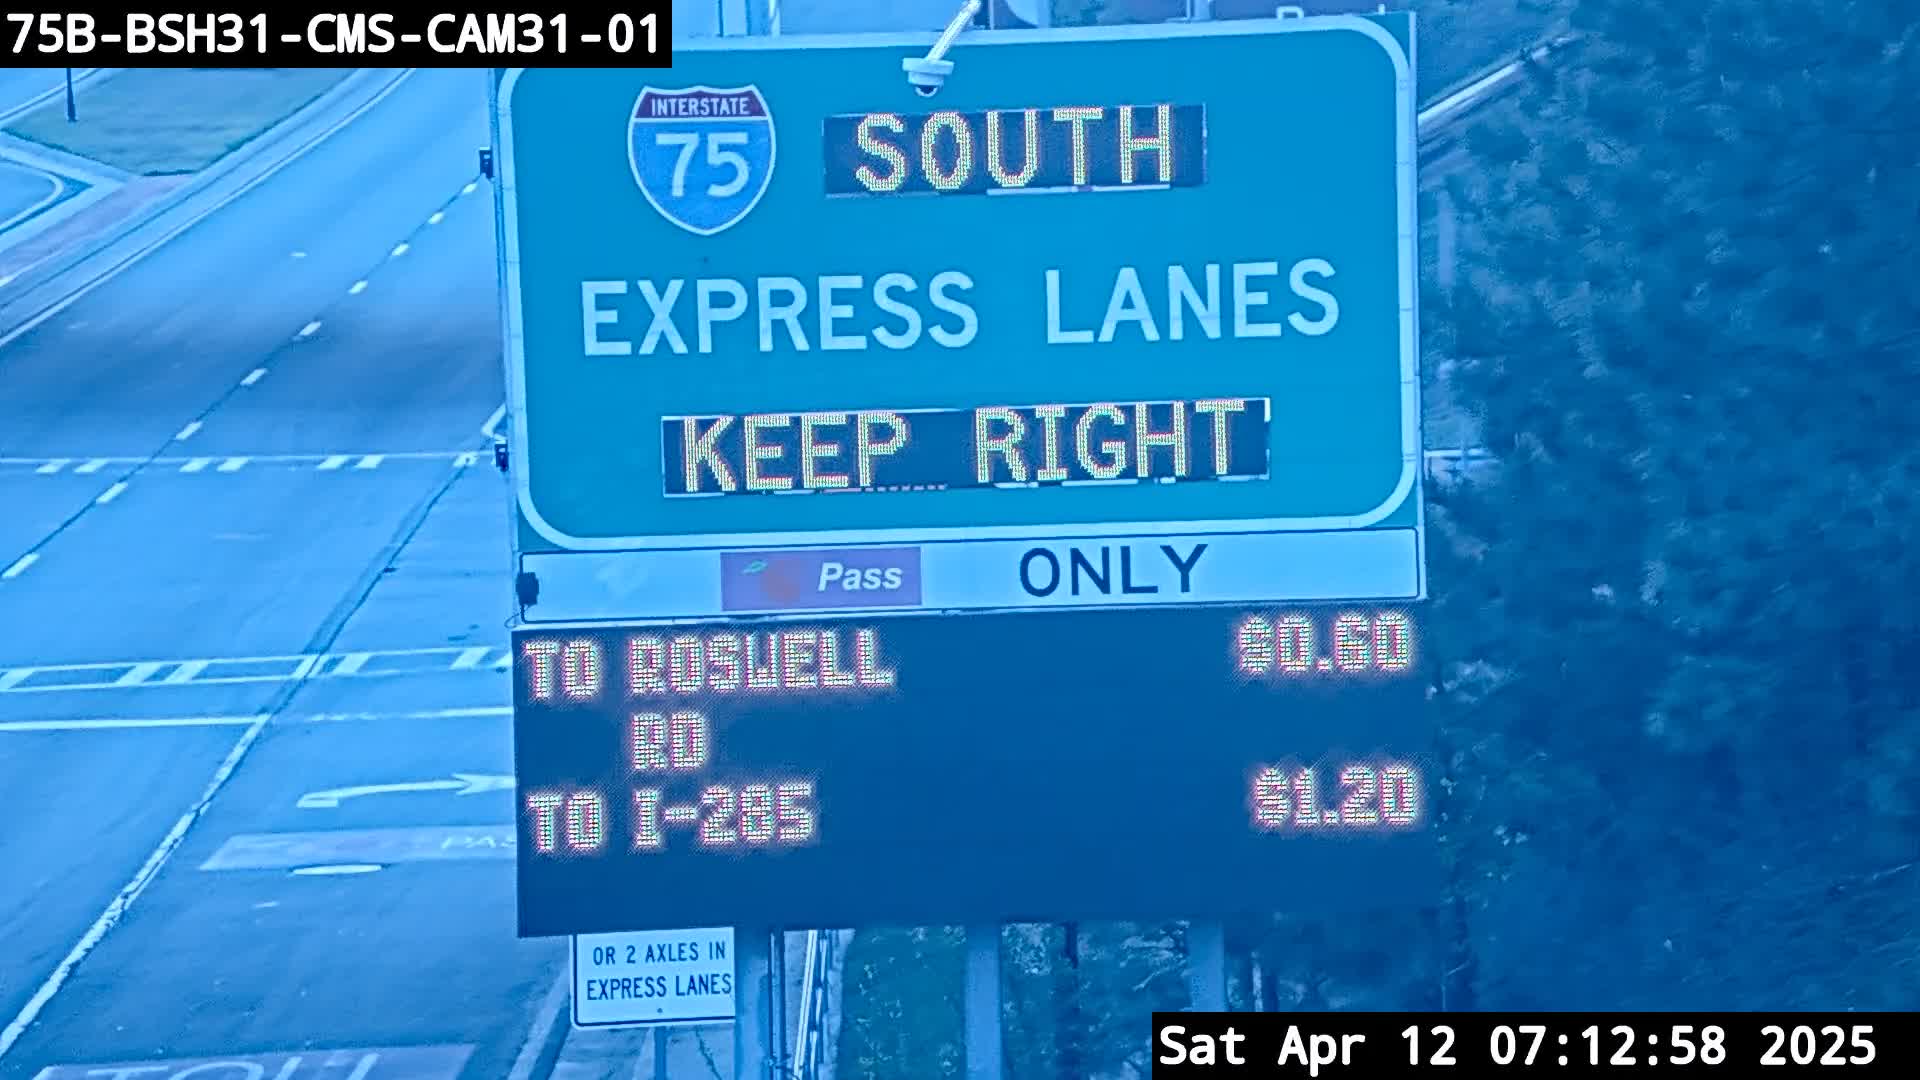 75B-BSH31-CMS-CAM31-01
INTERSTATE
75
SOUTH
EXPRESS LANES
KEEP RIGHT
Pass ONLY
TO ROSWELL $0.60
RD
TO I-285 $1.20
OR 2 AXLES IN
EXPRESS LANES
Sat Apr 12 07:12:58 2025